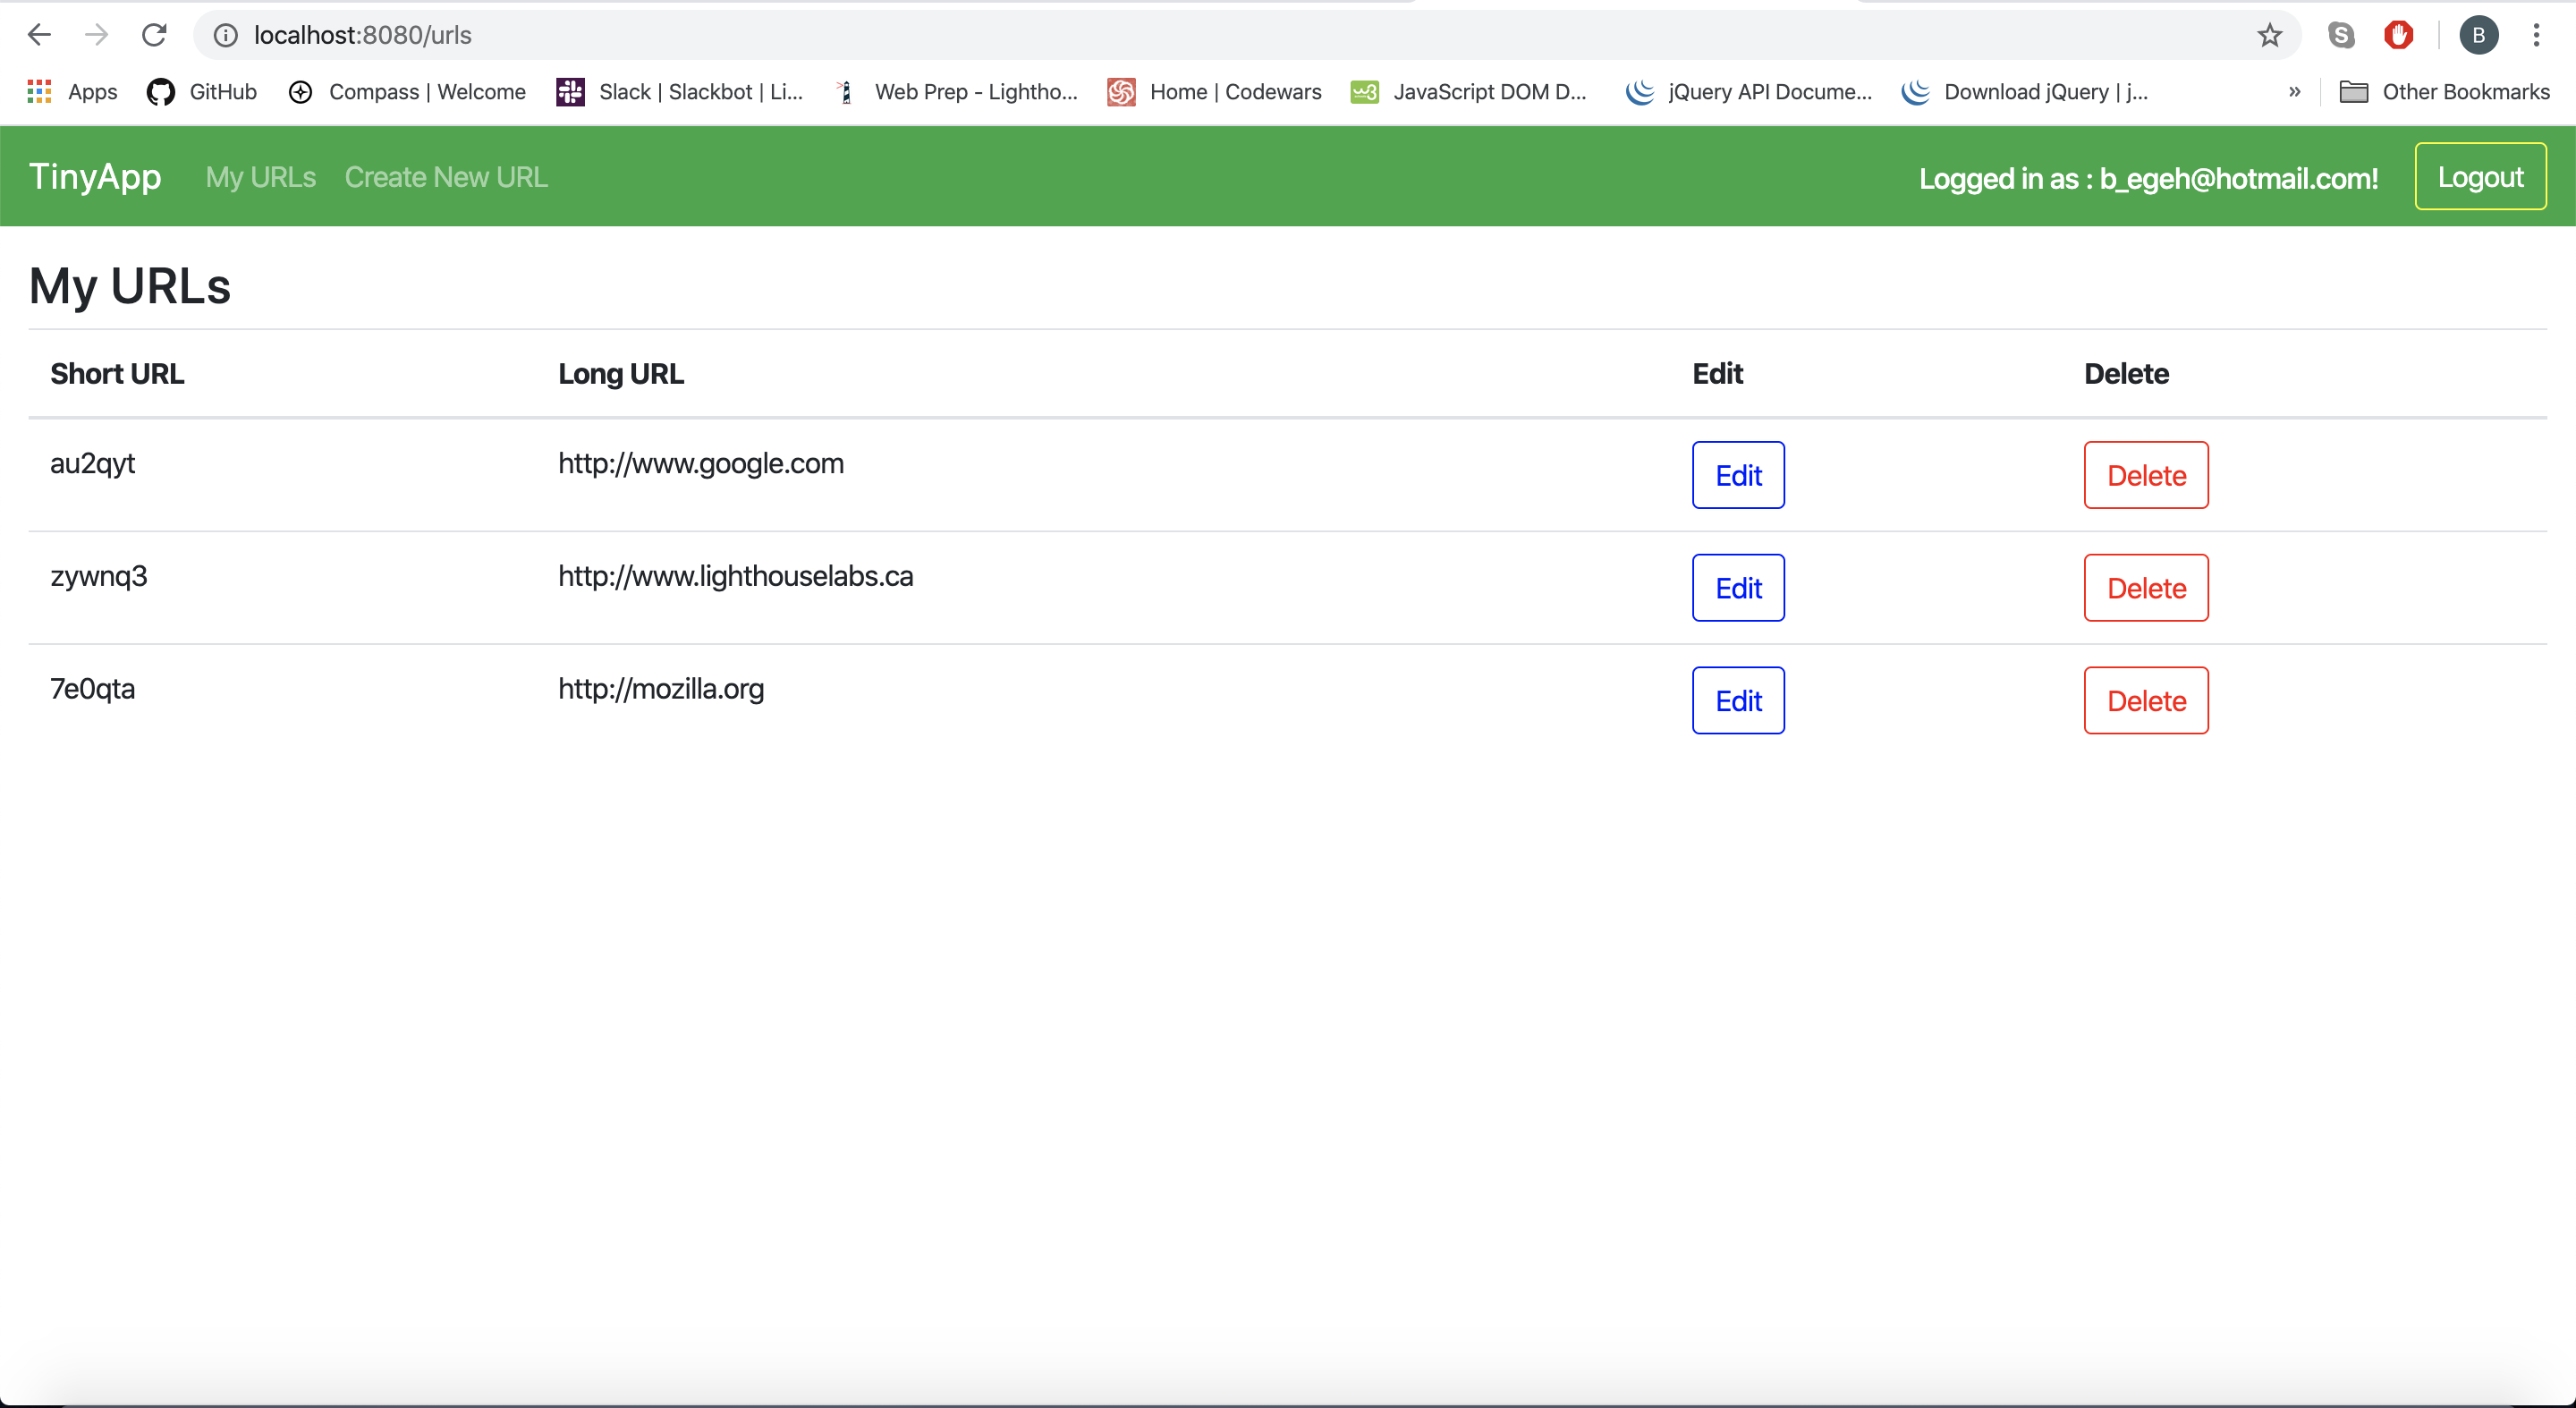 localhost:8080/urls
B
Apps GitHub Compass | Welcome Slack | Slackbot | Li... Web Prep - Lightho... Home | Codewars JavaScript DOM D... jQuery API Docume... Download jQuery | j... » Other Bookmarks
TinyApp My URLs Create New URL Logged in as : b_egeh@hotmail.com! Logout
My URLs
Short URL Long URL Edit Delete
au2qyt http://www.google.com Edit Delete
zywnq3 http://www.lighthouselabs.ca Edit Delete
7e0qta http://mozilla.org Edit Delete